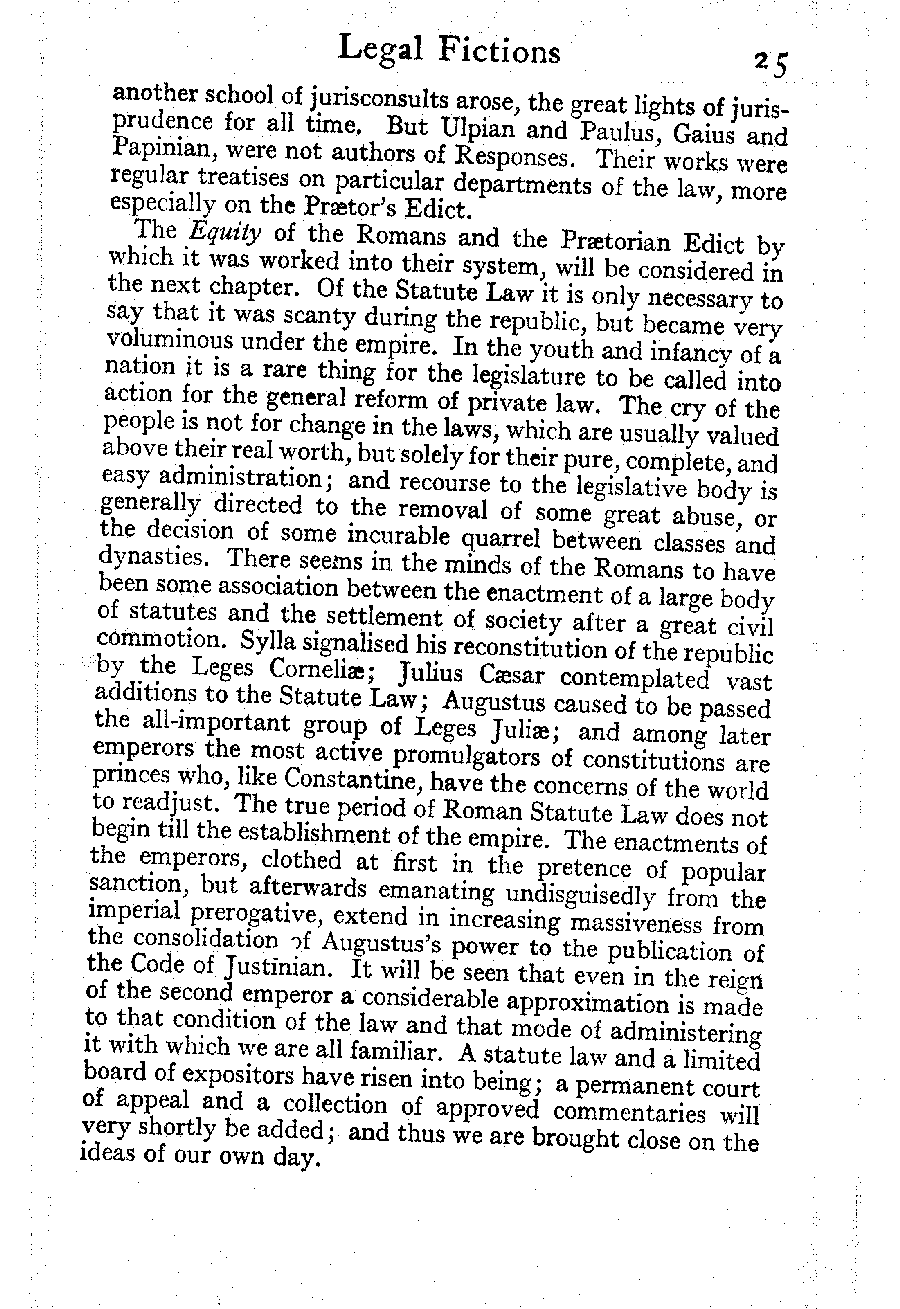 Legal Fictions 25
another school of jurisconsults arose, the great lights of juris-
prudence for all time. But Ulpian and Paulus, Gaius and
Papinian, were not authors of Responses. Their works were
regular treatises on particular departments of the law, more
especially on the Prætor's Edict.
The Equity of the Romans and the Prætorian Edict by
which it was worked into their system, will be considered in
the next chapter. Of the Statute Law it is only necessary to
say that it was scanty during the republic, but became very
voluminous under the empire. In the youth and infancy of a
nation it is a rare thing for the legislature to be called into
action for the general reform of private law. The cry of the
people is not for change in the laws, which are usually valued
above their real worth, but solely for their pure, complete, and
easy administration; and recourse to the legislative body is
generally directed to the removal of some great abuse, or
the decision of some incurable quarrel between classes and
dynasties. There seems in the minds of the Romans to have
been some association between the enactment of a large body
of statutes and the settlement of society after a great civil
commotion. Sylla signalised his reconstitution of the republic
by the Leges Corneliæ; Julius Cæsar contemplated vast
additions to the Statute Law; Augustus caused to be passed
the all-important group of Leges Juliæ; and among later
emperors the most active promulgators of constitutions are
princes who, like Constantine, have the concerns of the world
to readjust. The true period of Roman Statute Law does not
begin till the establishment of the empire. The enactments of
the emperors, clothed at first in the pretence of popular
sanction, but afterwards emanating undisguisedly from the
imperial prerogative, extend in increasing massiveness from
the consolidation of Augustus's power to the publication of
the Code of Justinian. It will be seen that even in the reign
of the second emperor a considerable approximation is made
to that condition of the law and that mode of administering
it with which we are all familiar. A statute law and a limited
board of expositors have risen into being; a permanent court
of appeal and a collection of approved commentaries will
very shortly be added; and thus we are brought close on the
ideas of our own day.